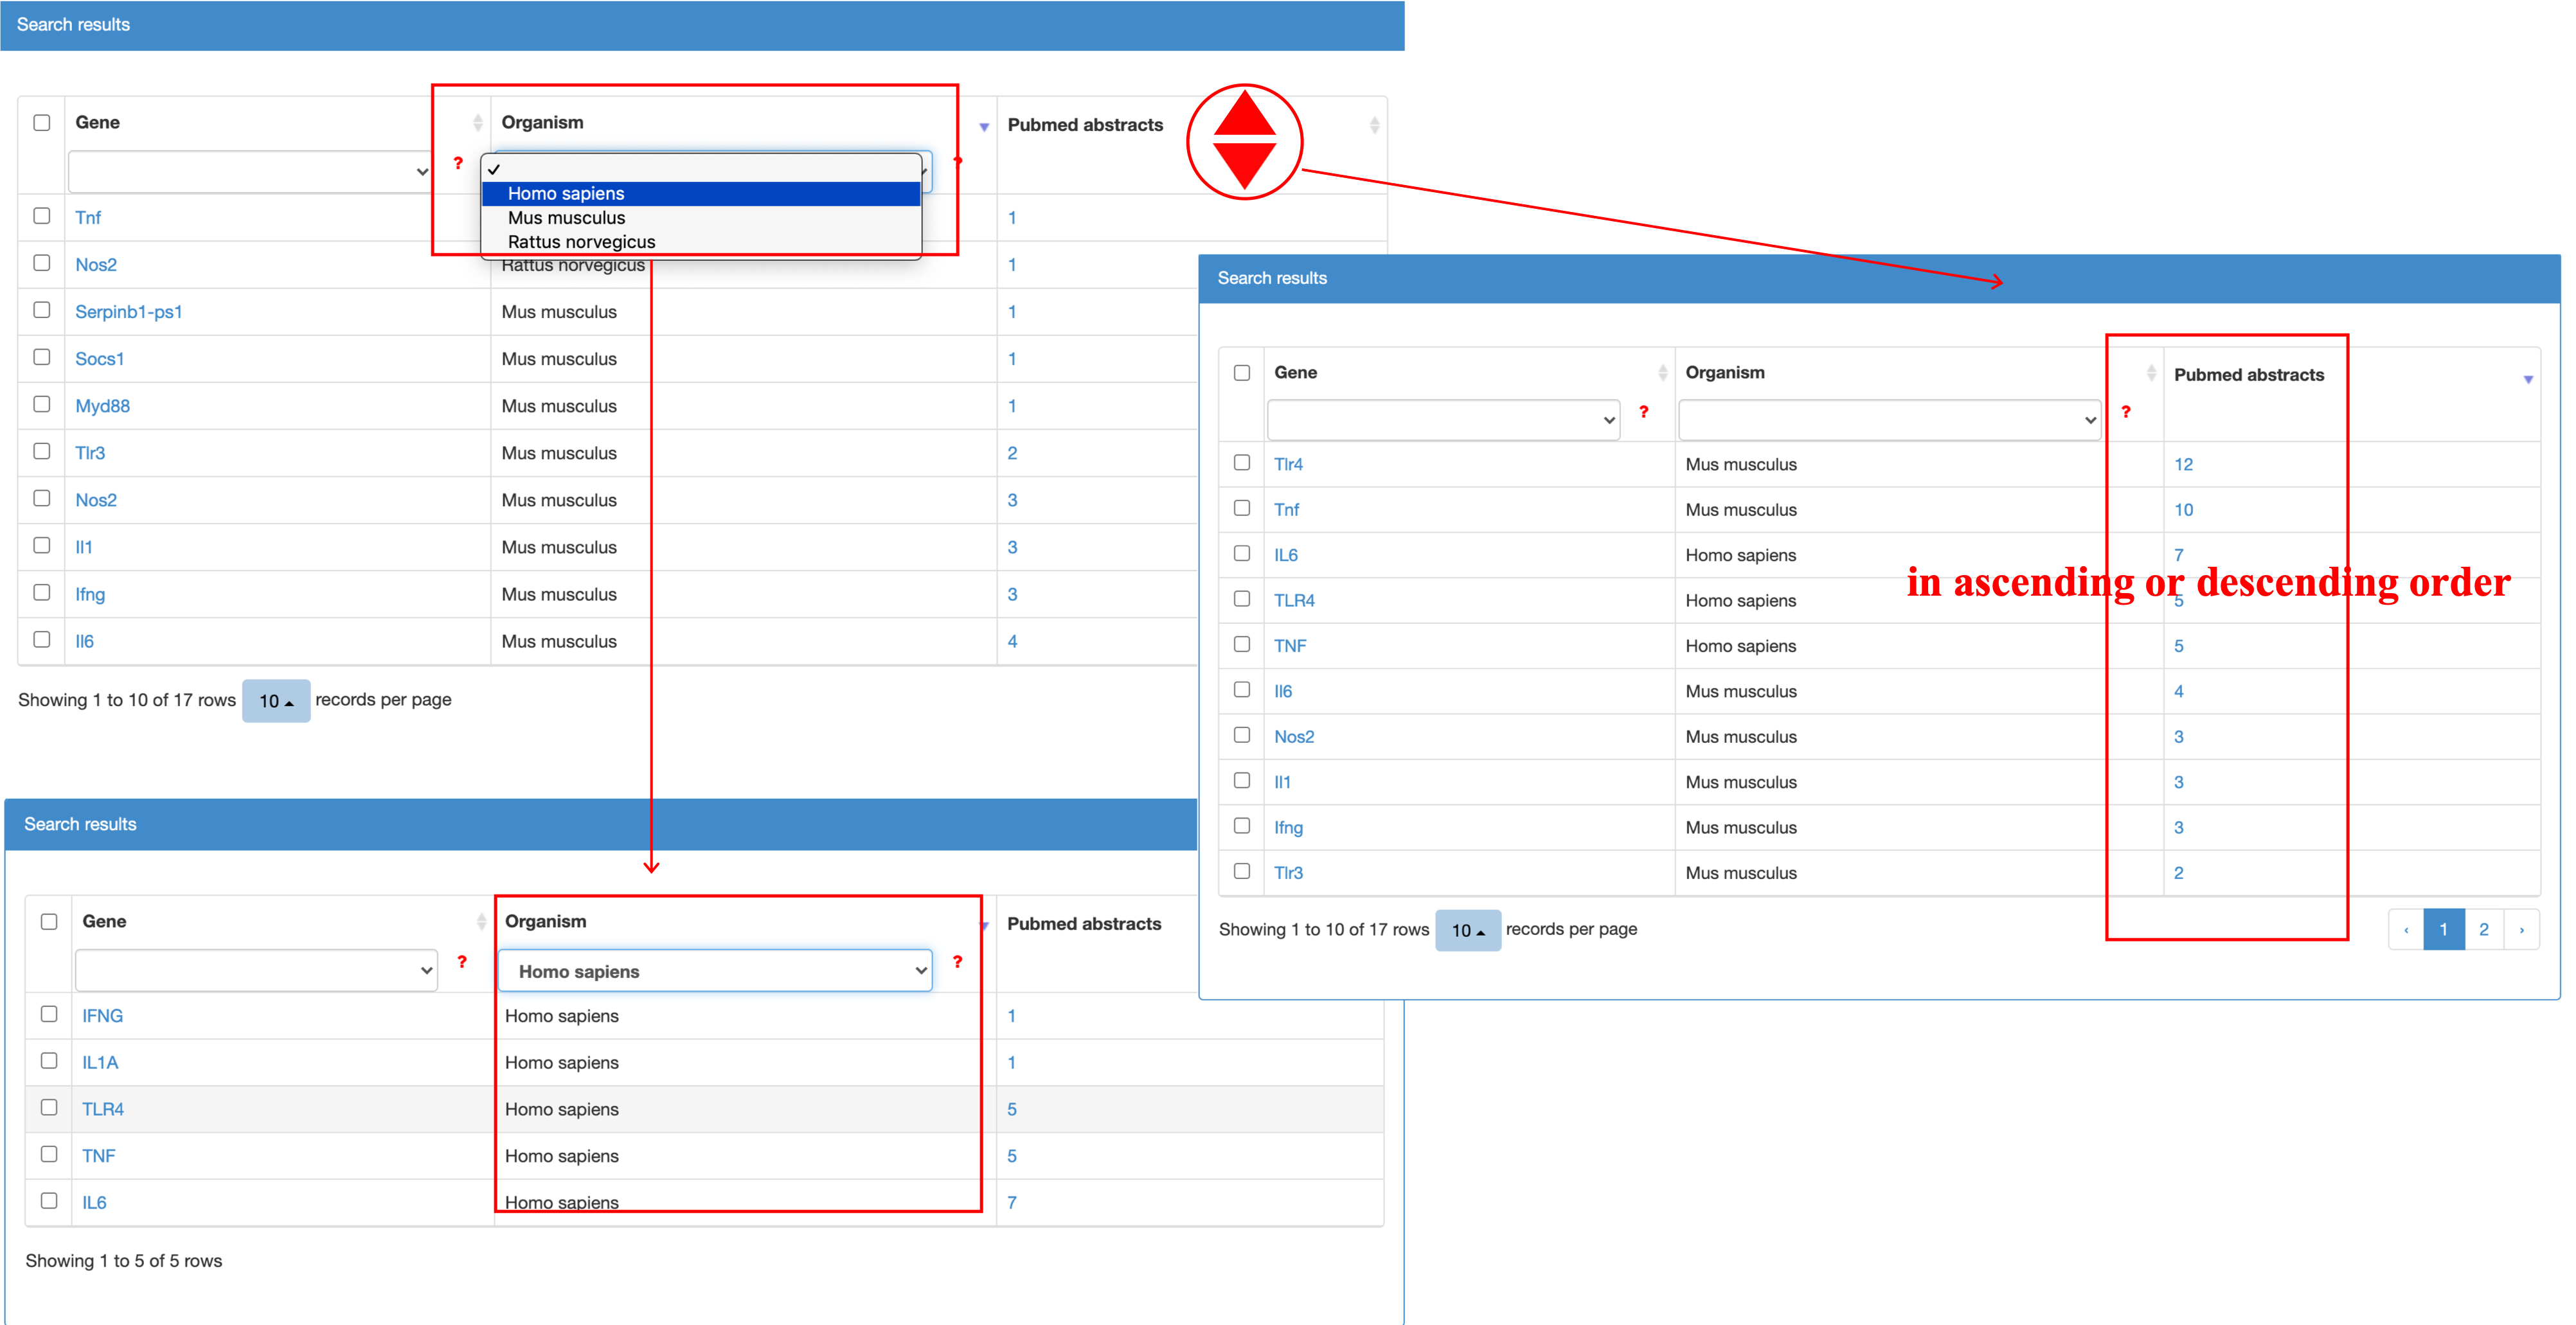 Search results
Gene Organism Pubmed abstracts
? ?
Homo sapiens
Mus musculus
Rattus norvegicus
Tnf 1
Nos2 Rattus norvegicus 1
Serpinb1-ps1 Mus musculus 1
Socs1 Mus musculus 1
Myd88 Mus musculus 1
Tlr3 Mus musculus 2
Nos2 Mus musculus 3
Il1 Mus musculus 3
Ifng Mus musculus 3
Il6 Mus musculus 4
Showing 1 to 10 of 17 rows 10 records per page
Search results
Gene Organism Pubmed abstracts
? ?
Tlr4 Mus musculus 12
Tnf Mus musculus 10
IL6 Homo sapiens 7
in ascending or descending order
TLR4 Homo sapiens 5
TNF Homo sapiens 5
Il6 Mus musculus 4
Nos2 Mus musculus 3
Il1 Mus musculus 3
Ifng Mus musculus 3
Tlr3 Mus musculus 2
Showing 1 to 10 of 17 rows 10 records per page ‹ 1 2 ›
Search results
Gene Organism Pubmed abstracts
? Homo sapiens ?
IFNG Homo sapiens 1
IL1A Homo sapiens 1
TLR4 Homo sapiens 5
TNF Homo sapiens 5
IL6 Homo sapiens 7
Showing 1 to 5 of 5 rows